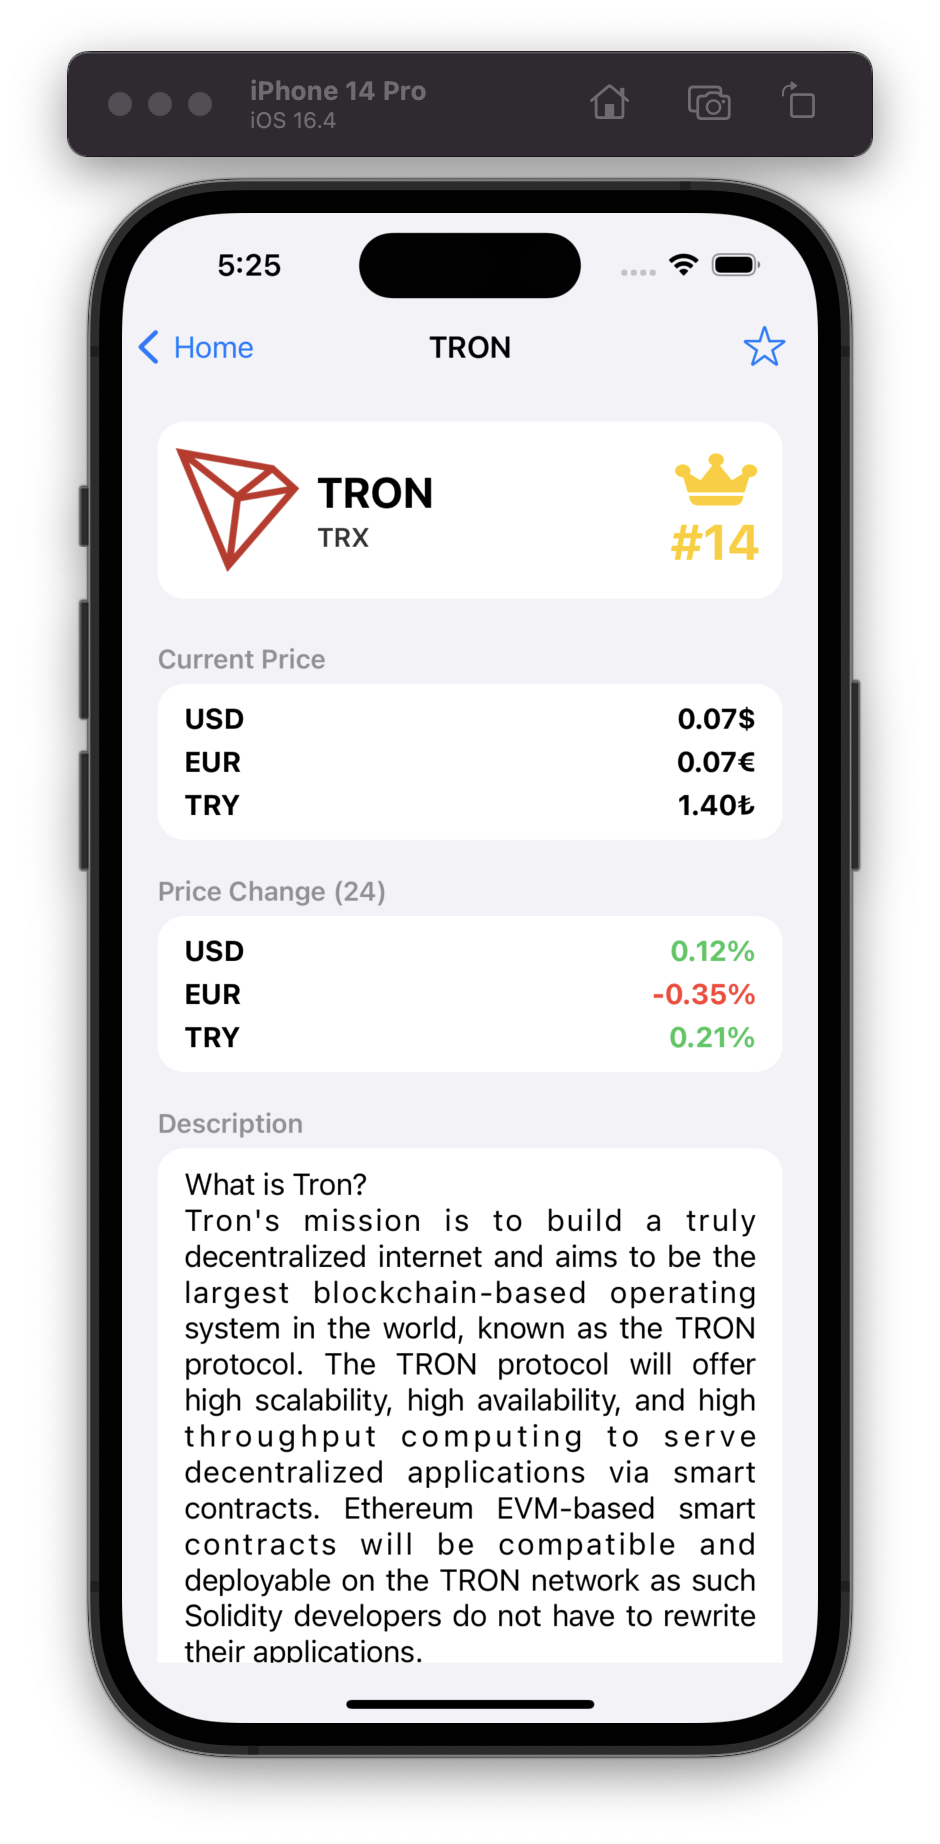 iPhone 14 Pro
iOS 16.4
5:25
Home
TRON
TRON
TRX
#14
Current Price
USD 0.07$
EUR 0.07€
TRY 1.40₺
Price Change (24)
USD 0.12%
EUR -0.35%
TRY 0.21%
Description
What is Tron?
Tron's mission is to build a truly
decentralized internet and aims to be the
largest blockchain-based operating
system in the world, known as the TRON
protocol. The TRON protocol will offer
high scalability, high availability, and high
throughput computing to serve
decentralized applications via smart
contracts. Ethereum EVM-based smart
contracts will be compatible and
deployable on the TRON network as such
Solidity developers do not have to rewrite
their applications.